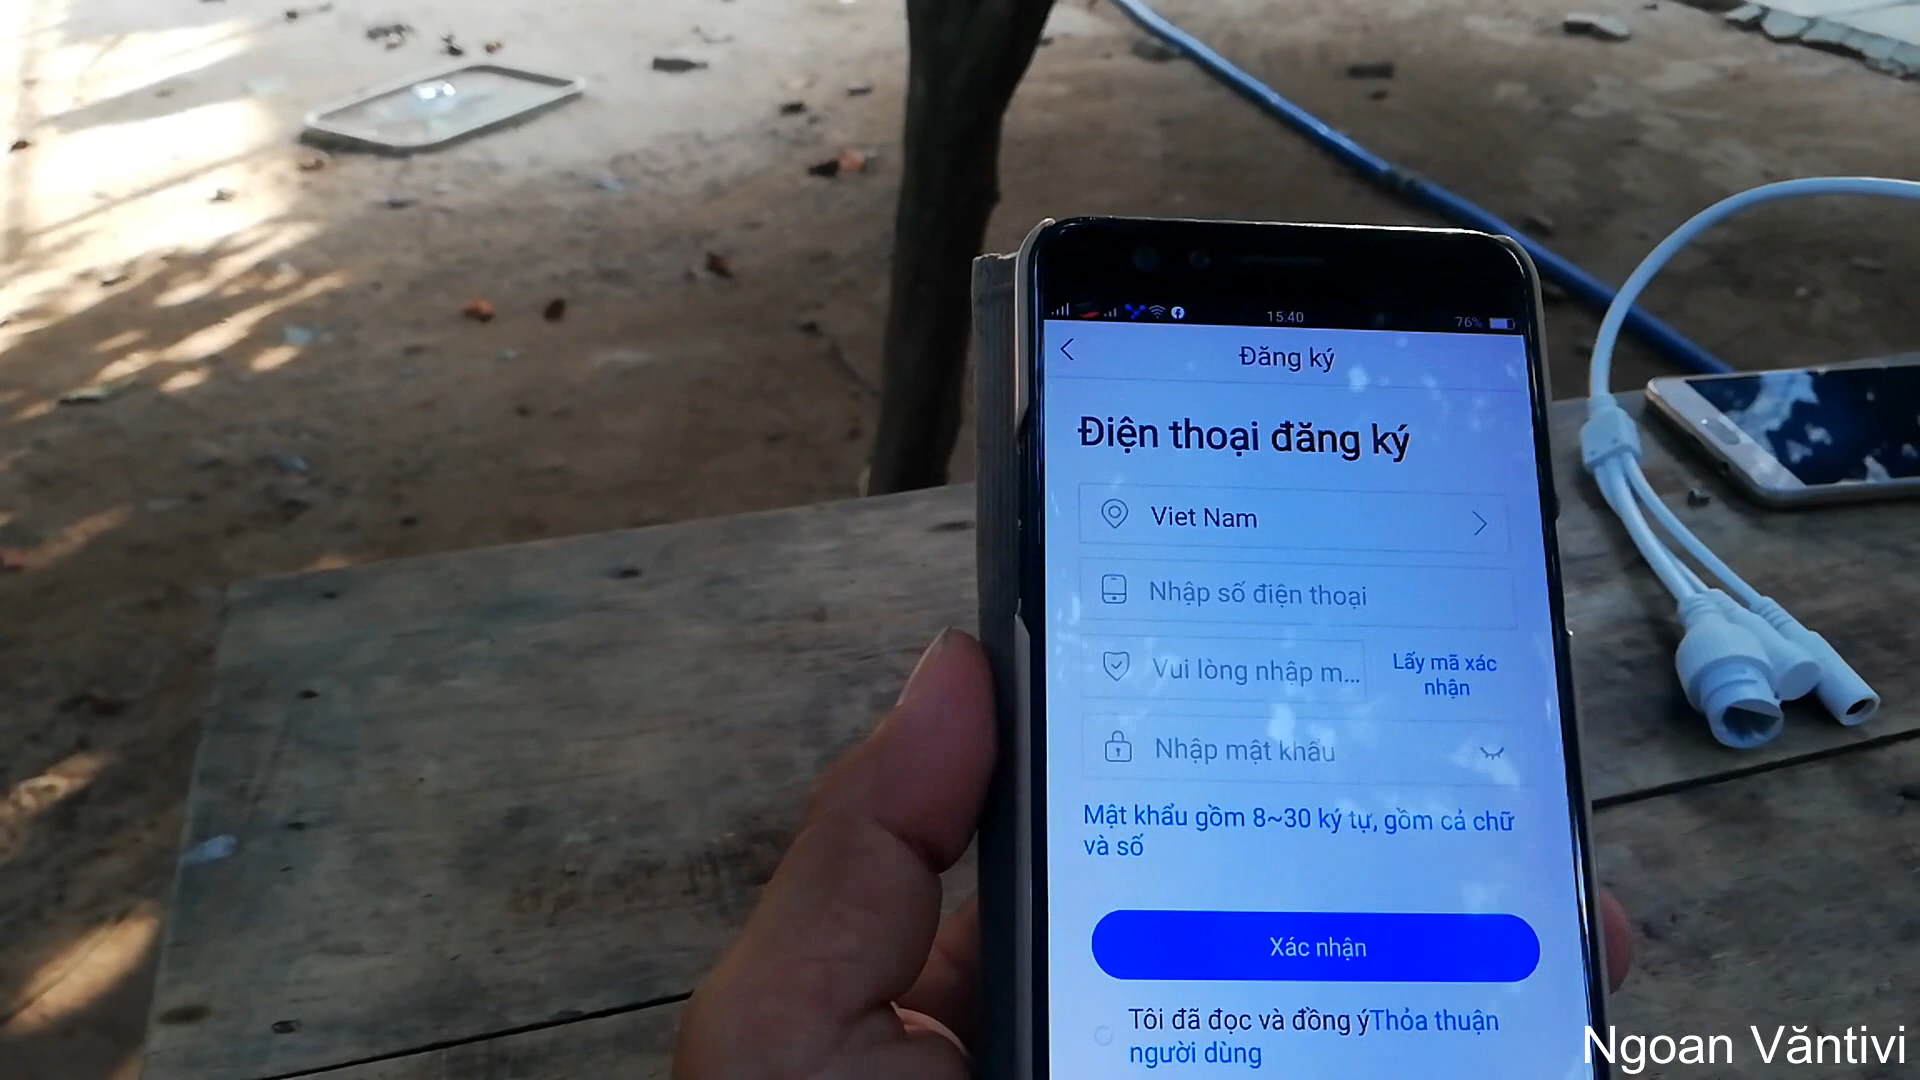 15:40
76%
Đăng ký
Điện thoại đăng ký
Viet Nam
Nhập số điện thoại
Vui lòng nhập m...
Lấy mã xác
nhận
Nhập mật khẩu
Mật khẩu gồm 8~30 ký tự, gồm cả chữ
và số
Xác nhận
Tôi đã đọc và đồng ýThỏa thuận
người dùng
Ngoan Văntivi